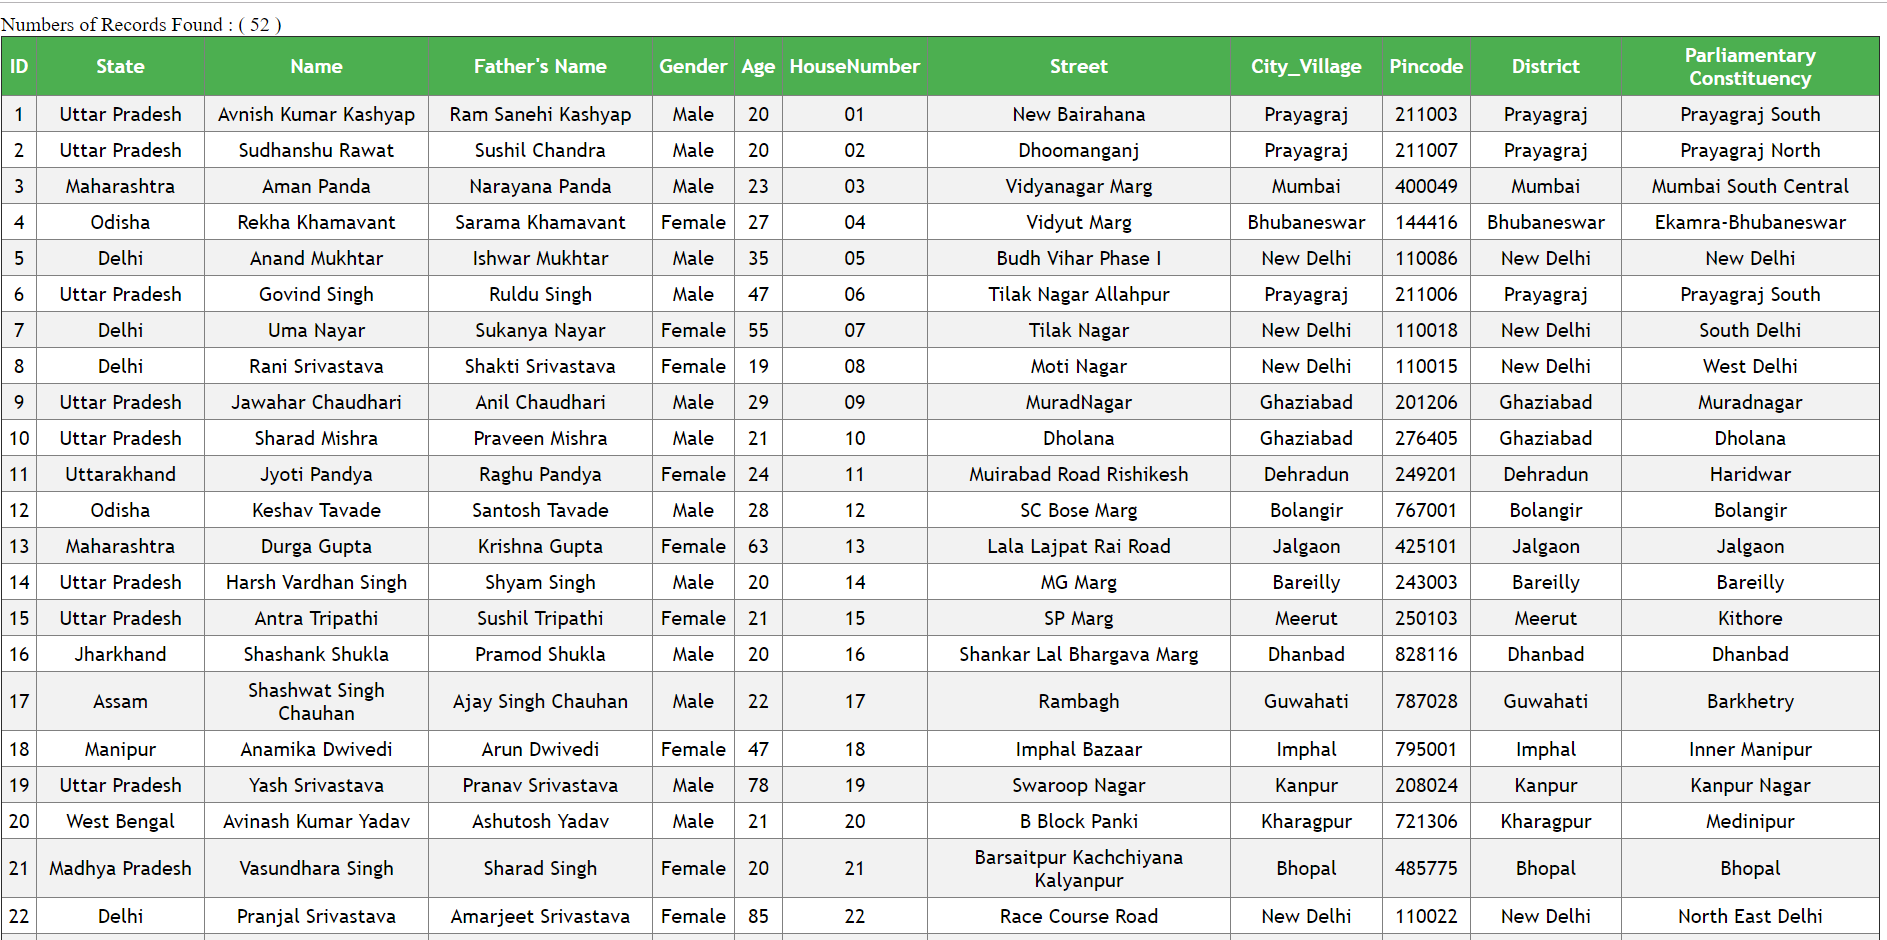 Numbers of Records Found : ( 52 )
ID State Name Father's Name Gender Age HouseNumber Street City_Village Pincode District Parliamentary Constituency
1 Uttar Pradesh Avnish Kumar Kashyap Ram Sanehi Kashyap Male 20 01 New Bairahana Prayagraj 211003 Prayagraj Prayagraj South
2 Uttar Pradesh Sudhanshu Rawat Sushil Chandra Male 20 02 Dhoomanganj Prayagraj 211007 Prayagraj Prayagraj North
3 Maharashtra Aman Panda Narayana Panda Male 23 03 Vidyanagar Marg Mumbai 400049 Mumbai Mumbai South Central
4 Odisha Rekha Khamavant Sarama Khamavant Female 27 04 Vidyut Marg Bhubaneswar 144416 Bhubaneswar Ekamra-Bhubaneswar
5 Delhi Anand Mukhtar Ishwar Mukhtar Male 35 05 Budh Vihar Phase I New Delhi 110086 New Delhi New Delhi
6 Uttar Pradesh Govind Singh Ruldu Singh Male 47 06 Tilak Nagar Allahpur Prayagraj 211006 Prayagraj Prayagraj South
7 Delhi Uma Nayar Sukanya Nayar Female 55 07 Tilak Nagar New Delhi 110018 New Delhi South Delhi
8 Delhi Rani Srivastava Shakti Srivastava Female 19 08 Moti Nagar New Delhi 110015 New Delhi West Delhi
9 Uttar Pradesh Jawahar Chaudhari Anil Chaudhari Male 29 09 MuradNagar Ghaziabad 201206 Ghaziabad Muradnagar
10 Uttar Pradesh Sharad Mishra Praveen Mishra Male 21 10 Dholana Ghaziabad 276405 Ghaziabad Dholana
11 Uttarakhand Jyoti Pandya Raghu Pandya Female 24 11 Muirabad Road Rishikesh Dehradun 249201 Dehradun Haridwar
12 Odisha Keshav Tavade Santosh Tavade Male 28 12 SC Bose Marg Bolangir 767001 Bolangir Bolangir
13 Maharashtra Durga Gupta Krishna Gupta Female 63 13 Lala Lajpat Rai Road Jalgaon 425101 Jalgaon Jalgaon
14 Uttar Pradesh Harsh Vardhan Singh Shyam Singh Male 20 14 MG Marg Bareilly 243003 Bareilly Bareilly
15 Uttar Pradesh Antra Tripathi Sushil Tripathi Female 21 15 SP Marg Meerut 250103 Meerut Kithore
16 Jharkhand Shashank Shukla Pramod Shukla Male 20 16 Shankar Lal Bhargava Marg Dhanbad 828116 Dhanbad Dhanbad
17 Assam Shashwat Singh Chauhan Ajay Singh Chauhan Male 22 17 Rambagh Guwahati 787028 Guwahati Barkhetry
18 Manipur Anamika Dwivedi Arun Dwivedi Female 47 18 Imphal Bazaar Imphal 795001 Imphal Inner Manipur
19 Uttar Pradesh Yash Srivastava Pranav Srivastava Male 78 19 Swaroop Nagar Kanpur 208024 Kanpur Kanpur Nagar
20 West Bengal Avinash Kumar Yadav Ashutosh Yadav Male 21 20 B Block Panki Kharagpur 721306 Kharagpur Medinipur
21 Madhya Pradesh Vasundhara Singh Sharad Singh Female 20 21 Barsaitpur Kachchiyana Kalyanpur Bhopal 485775 Bhopal Bhopal
22 Delhi Pranjal Srivastava Amarjeet Srivastava Female 85 22 Race Course Road New Delhi 110022 New Delhi North East Delhi